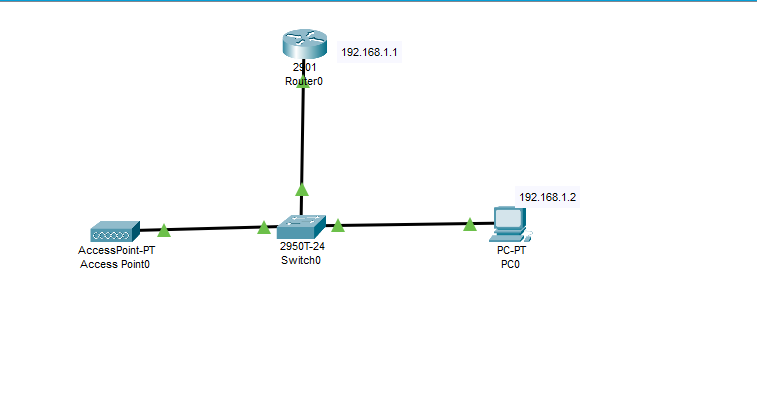 192.168.1.1
2901
Router0
192.168.1.2
AccessPoint-PT
Access Point0
2950T-24
Switch0
PC-PT
PC0